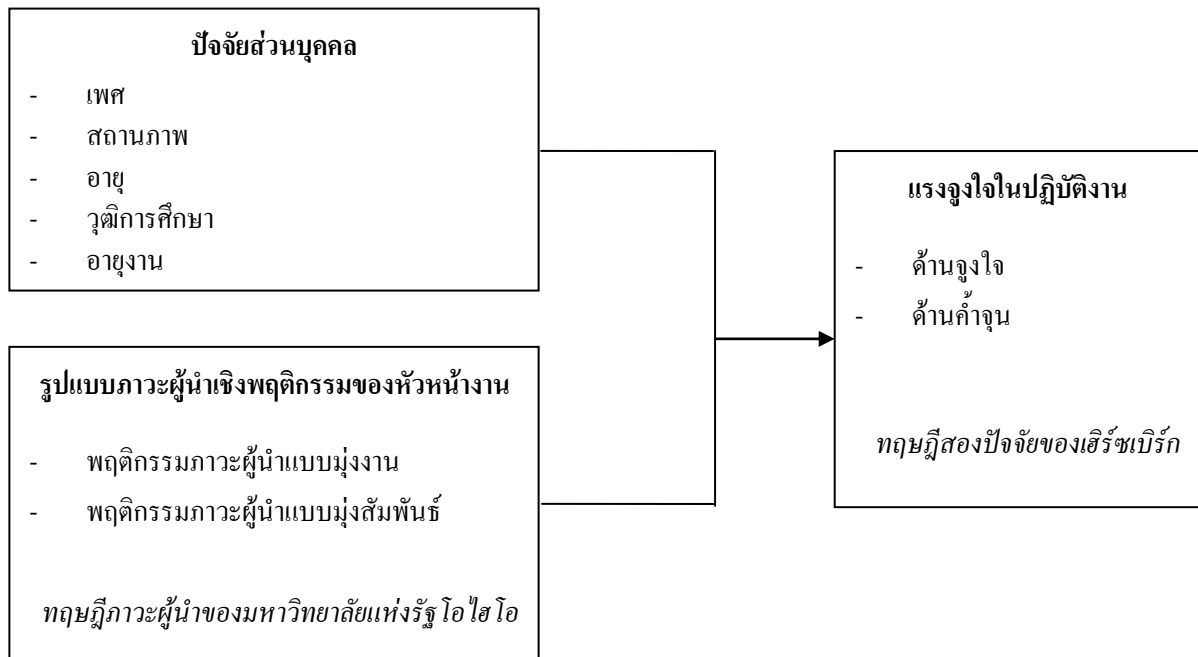 ปัจจัยส่วนบุคคล
- เพศ
- สถานภาพ
- อายุ
- วุฒิการศึกษา
- อายุงาน
รูปแบบภาวะผู้นำเชิงพฤติกรรมของหัวหน้างาน
- พฤติกรรมภาวะผู้นำแบบมุ่งงาน
- พฤติกรรมภาวะผู้นำแบบมุ่งสัมพันธ์
ทฤษฎีภาวะผู้นำของมหาวิทยาลัยแห่งรัฐโอไฮโอ
แรงจูงใจในปฏิบัติงาน
- ด้านจูงใจ
- ด้านค้ำจุน
ทฤษฎีสองปัจจัยของเฮิร์ซเบิร์ก